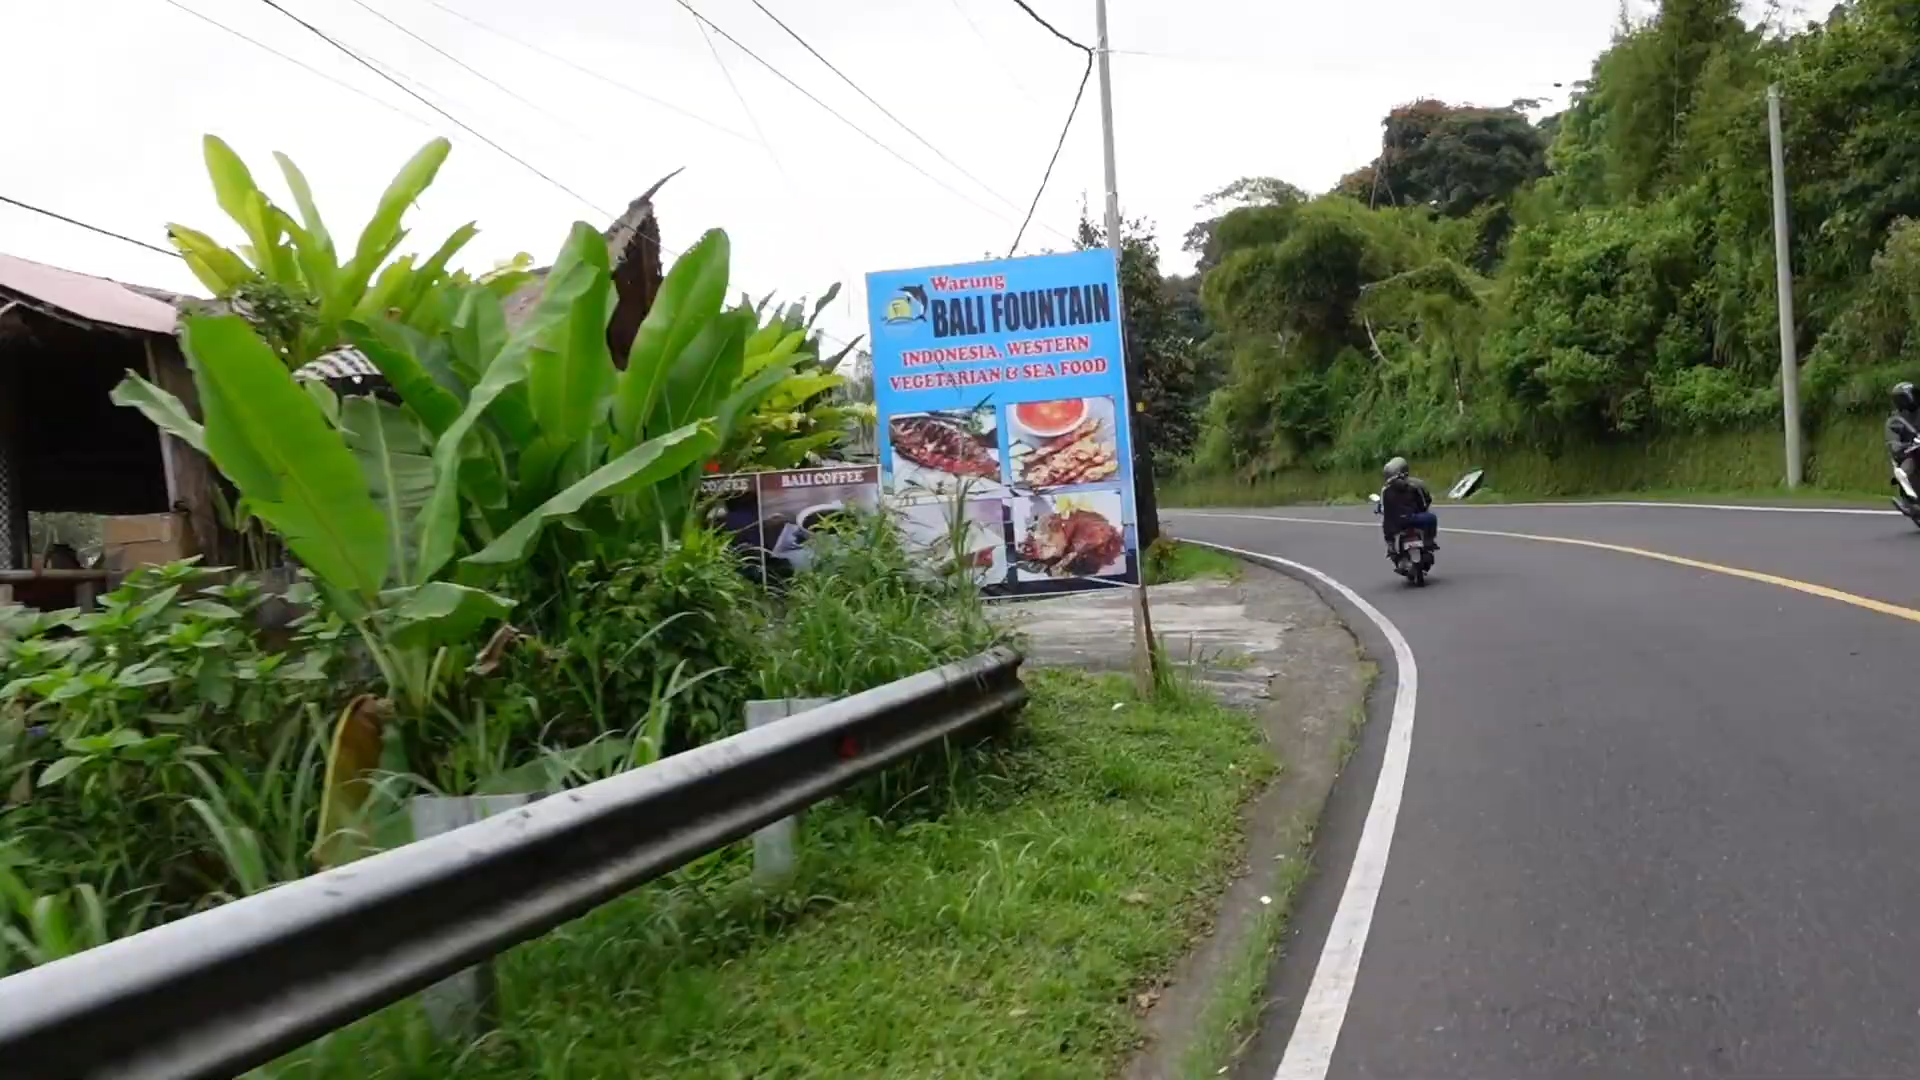 Warung
BALI FOUNTAIN
INDONESIA, WESTERN
VEGETARIAN & SEA FOOD
COFFEE
BALI COFFEE